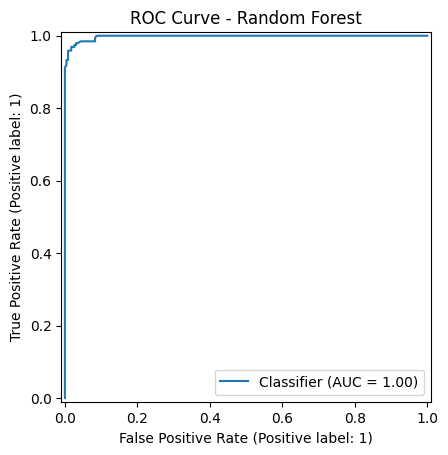 ROC Curve - Random Forest
True Positive Rate (Positive label: 1)
1.0
0.8
0.6
0.4
0.2
0.0
Classifier (AUC = 1.00)
0.0 0.2 0.4 0.6 0.8 1.0
False Positive Rate (Positive label: 1)